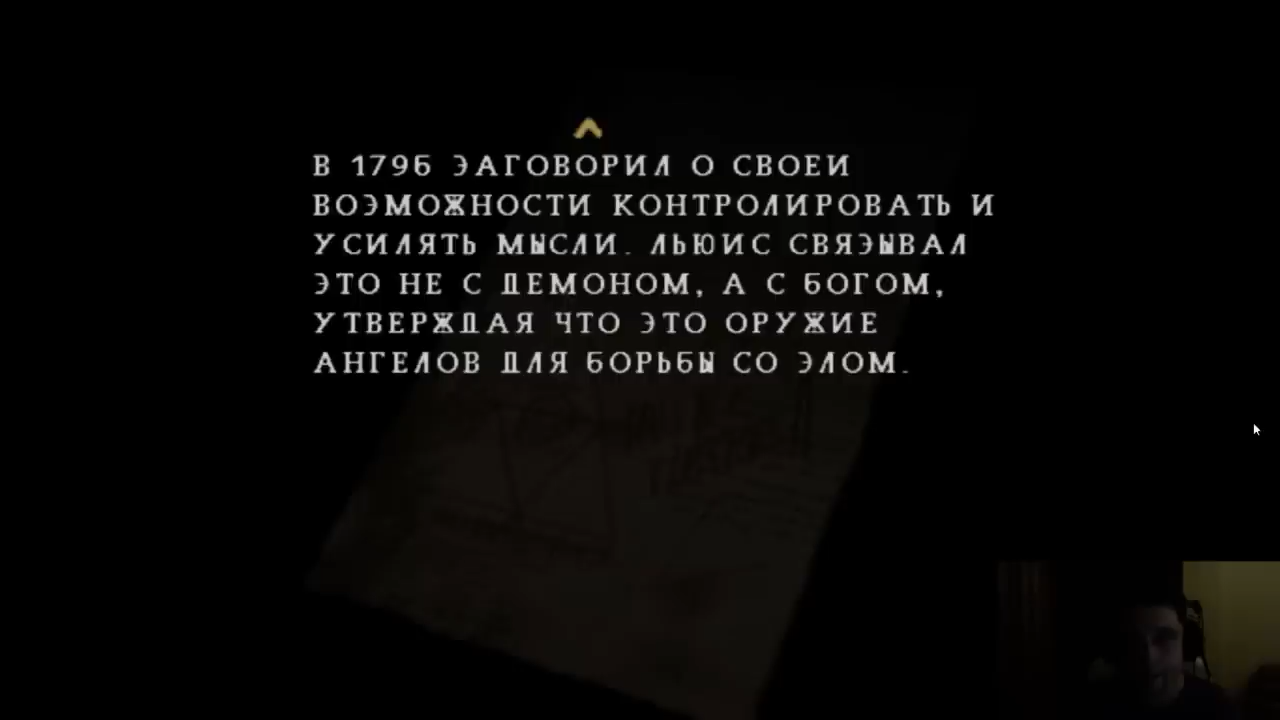 В 1796 ЗАГОВОРИЛ О СВОЕИ
ВОЗМОЖНОСТИ КОНТРОЛИРОВАТЬ И
УСИЛЯТЬ МЫСЛИ. ЛЬЮИС СВЯЗЫВАЛ
ЭТО НЕ С ДЕМОНОМ, А С БОГОМ,
УТВЕРЖДАЯ ЧТО ЭТО ОРУЖИЕ
АНГЕЛОВ ДЛЯ БОРЬБЫ СО ЗЛОМ.